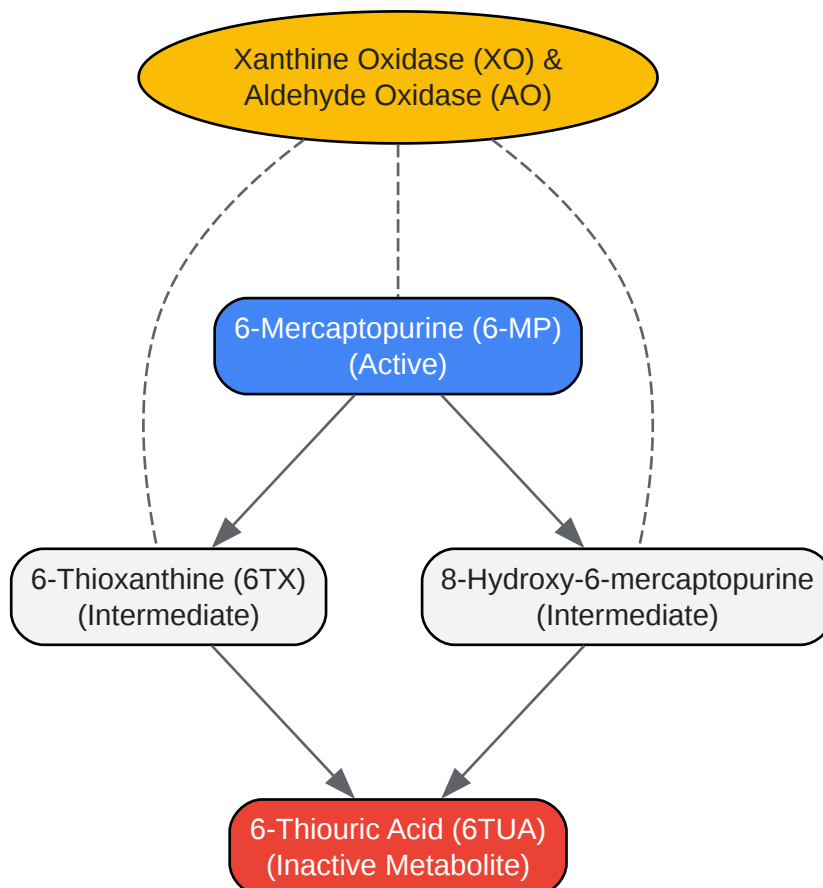 Xanthine Oxidase (XO) &
Aldehyde Oxidase (AO)
6-Mercaptopurine (6-MP)
(Active)
6-Thioxanthine (6TX)
(Intermediate)
8-Hydroxy-6-mercaptopurine
(Intermediate)
6-Thiouric Acid (6TUA)
(Inactive Metabolite)